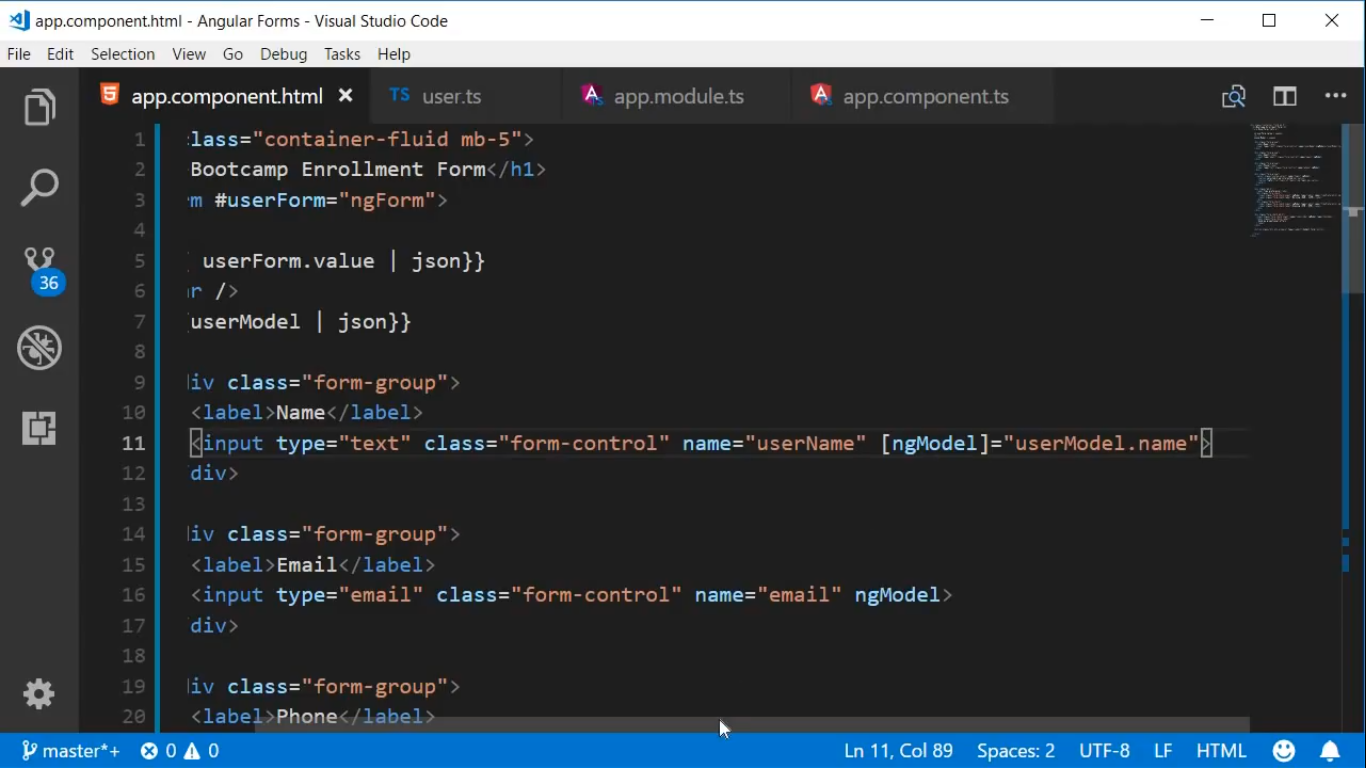 app.component.html - Angular Forms - Visual Studio Code
File Edit Selection View Go Debug Tasks Help
app.component.html TS user.ts app.module.ts app.component.ts
1 class="container-fluid mb-5">
2 Bootcamp Enrollment Form</h1>
3 m #userForm="ngForm">
4
5 userForm.value | json}}
6 r />
7 userModel | json}}
8
9 div class="form-group">
10 <label>Name</label>
11 <input type="text" class="form-control" name="userName" [ngModel]="userModel.name">
12 div>
13
14 div class="form-group">
15 <label>Email</label>
16 <input type="email" class="form-control" name="email" ngModel>
17 div>
18
19 div class="form-group">
20 <label>Phone</label>
36
master*+ 0 0 Ln 11, Col 89 Spaces: 2 UTF-8 LF HTML